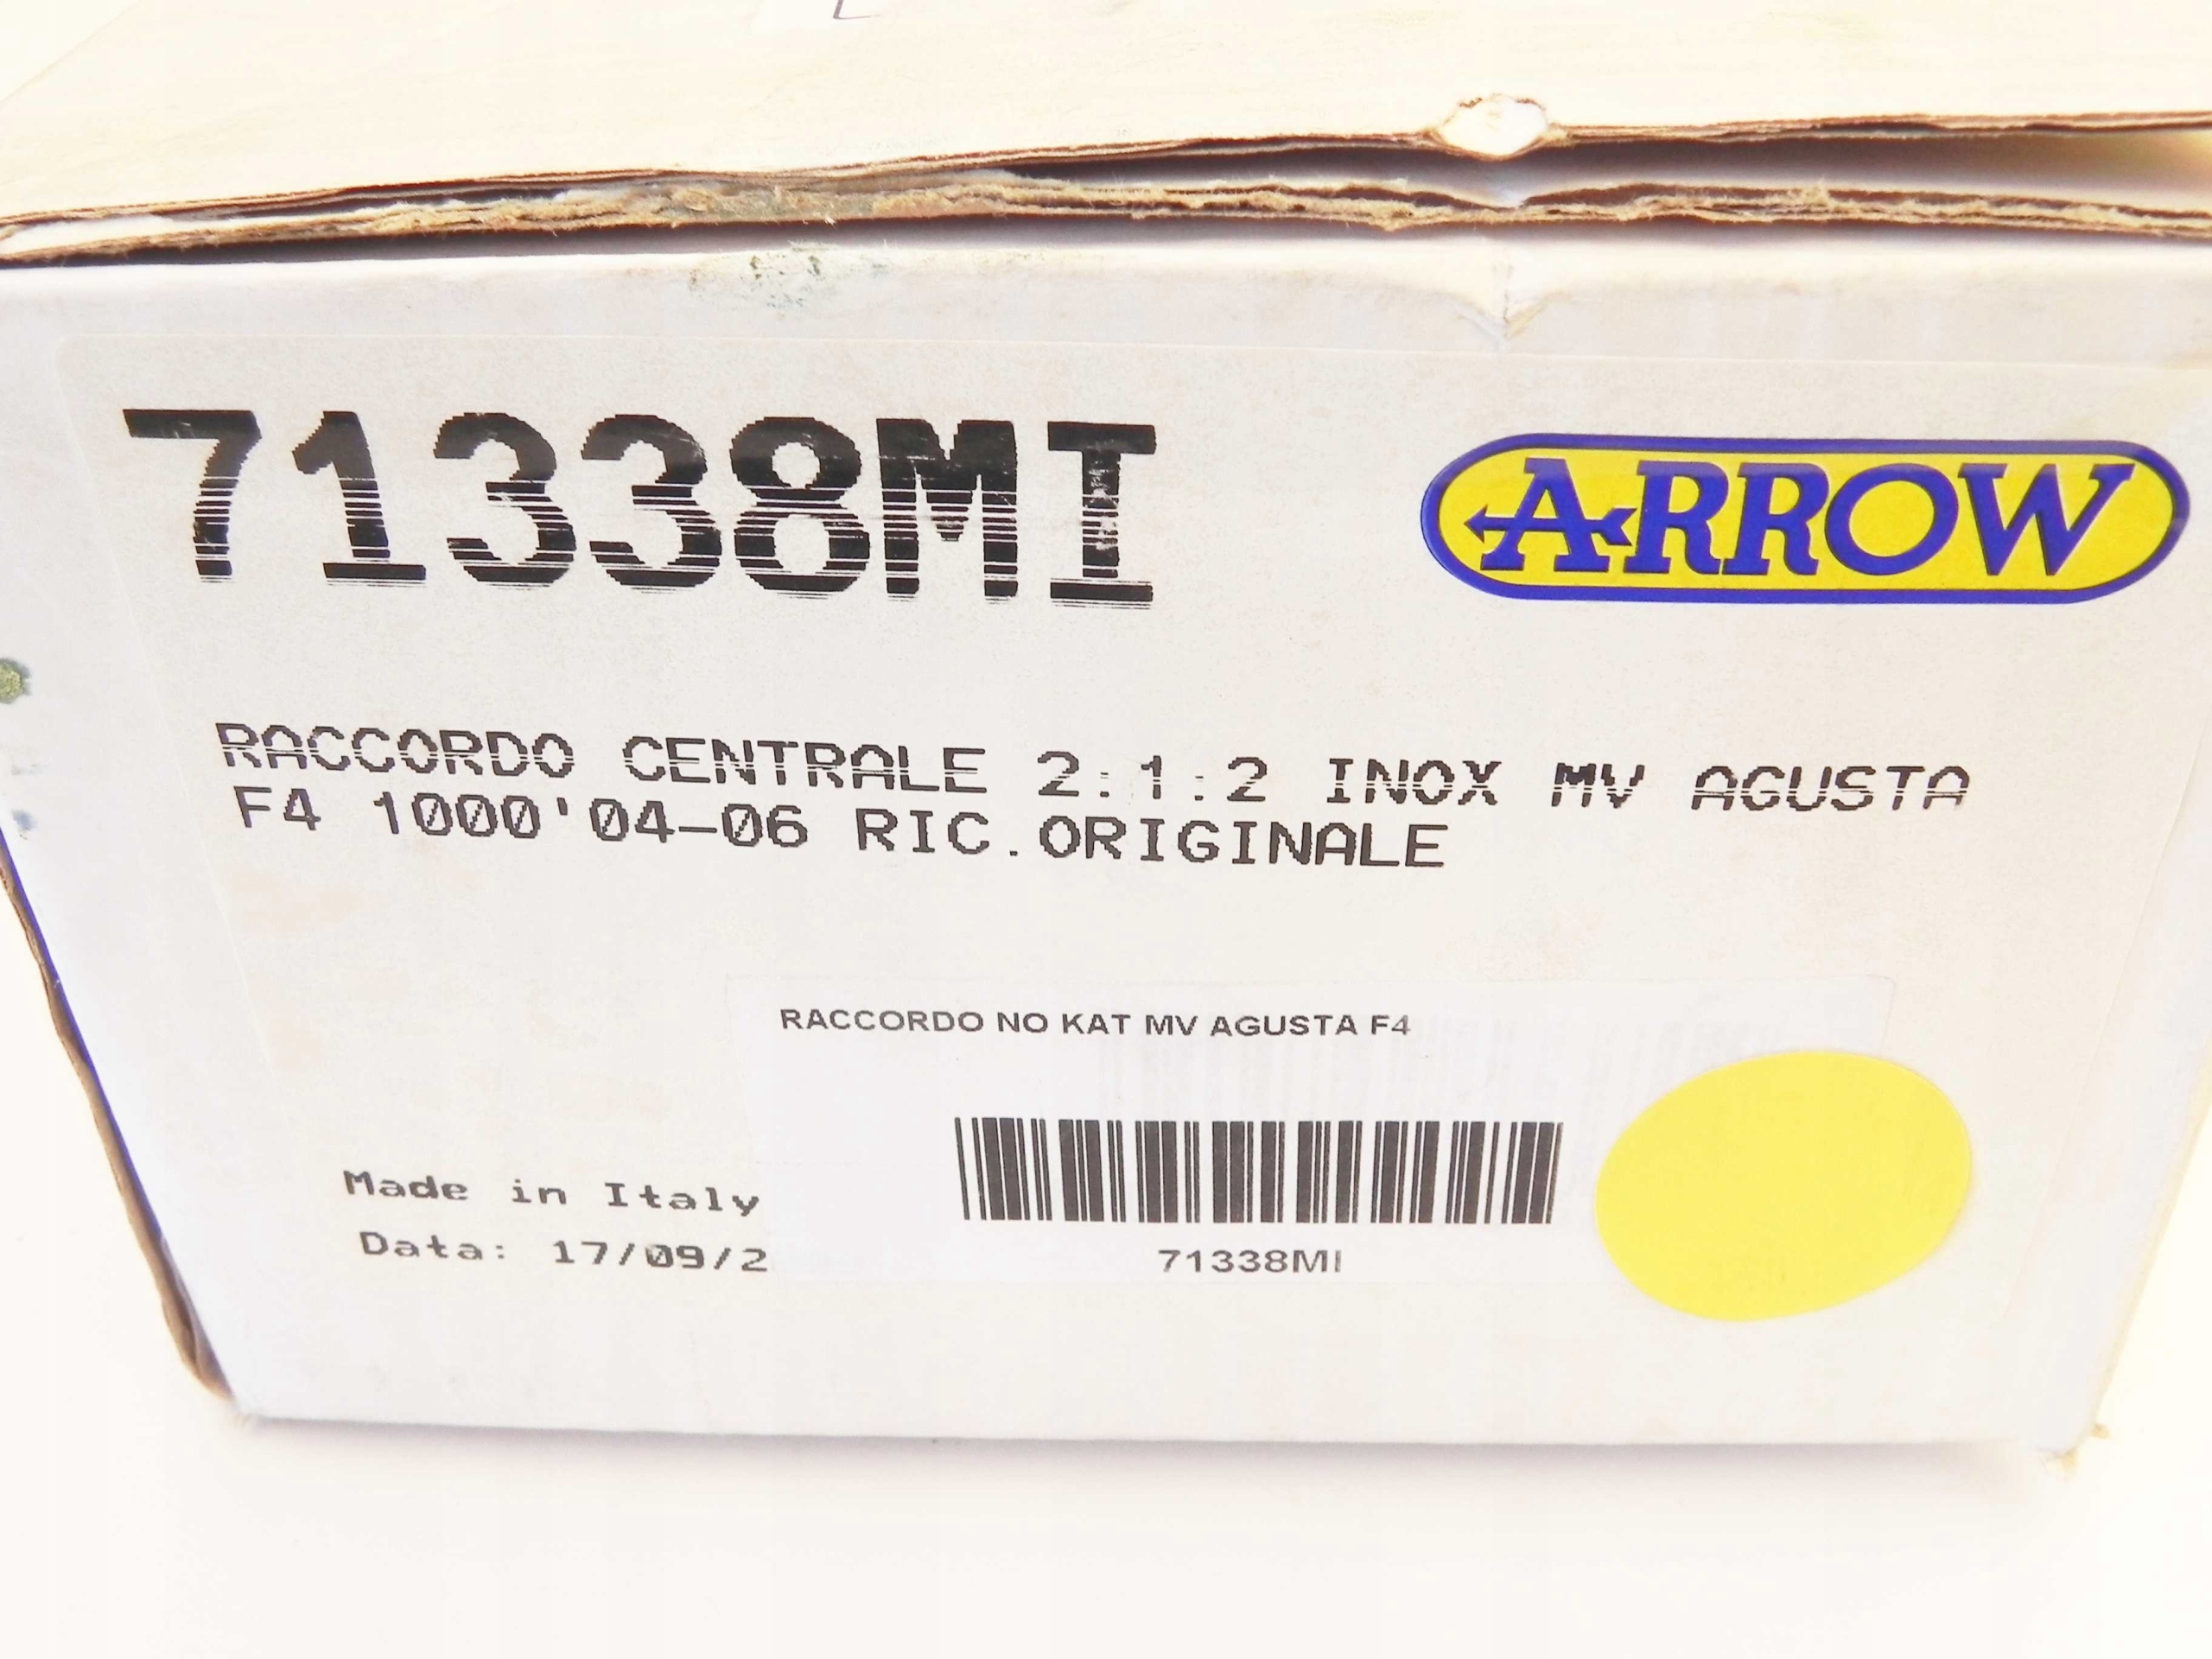 71338MI
ARROW
RACCORDO CENTRALE 2:1:2 INOX MV AGUSTA
F4 1000'04-06 RIC.ORIGINALE
RACCORDO NO KAT MV AGUSTA F4
Made in Italy
Data: 17/09/2
71338MI